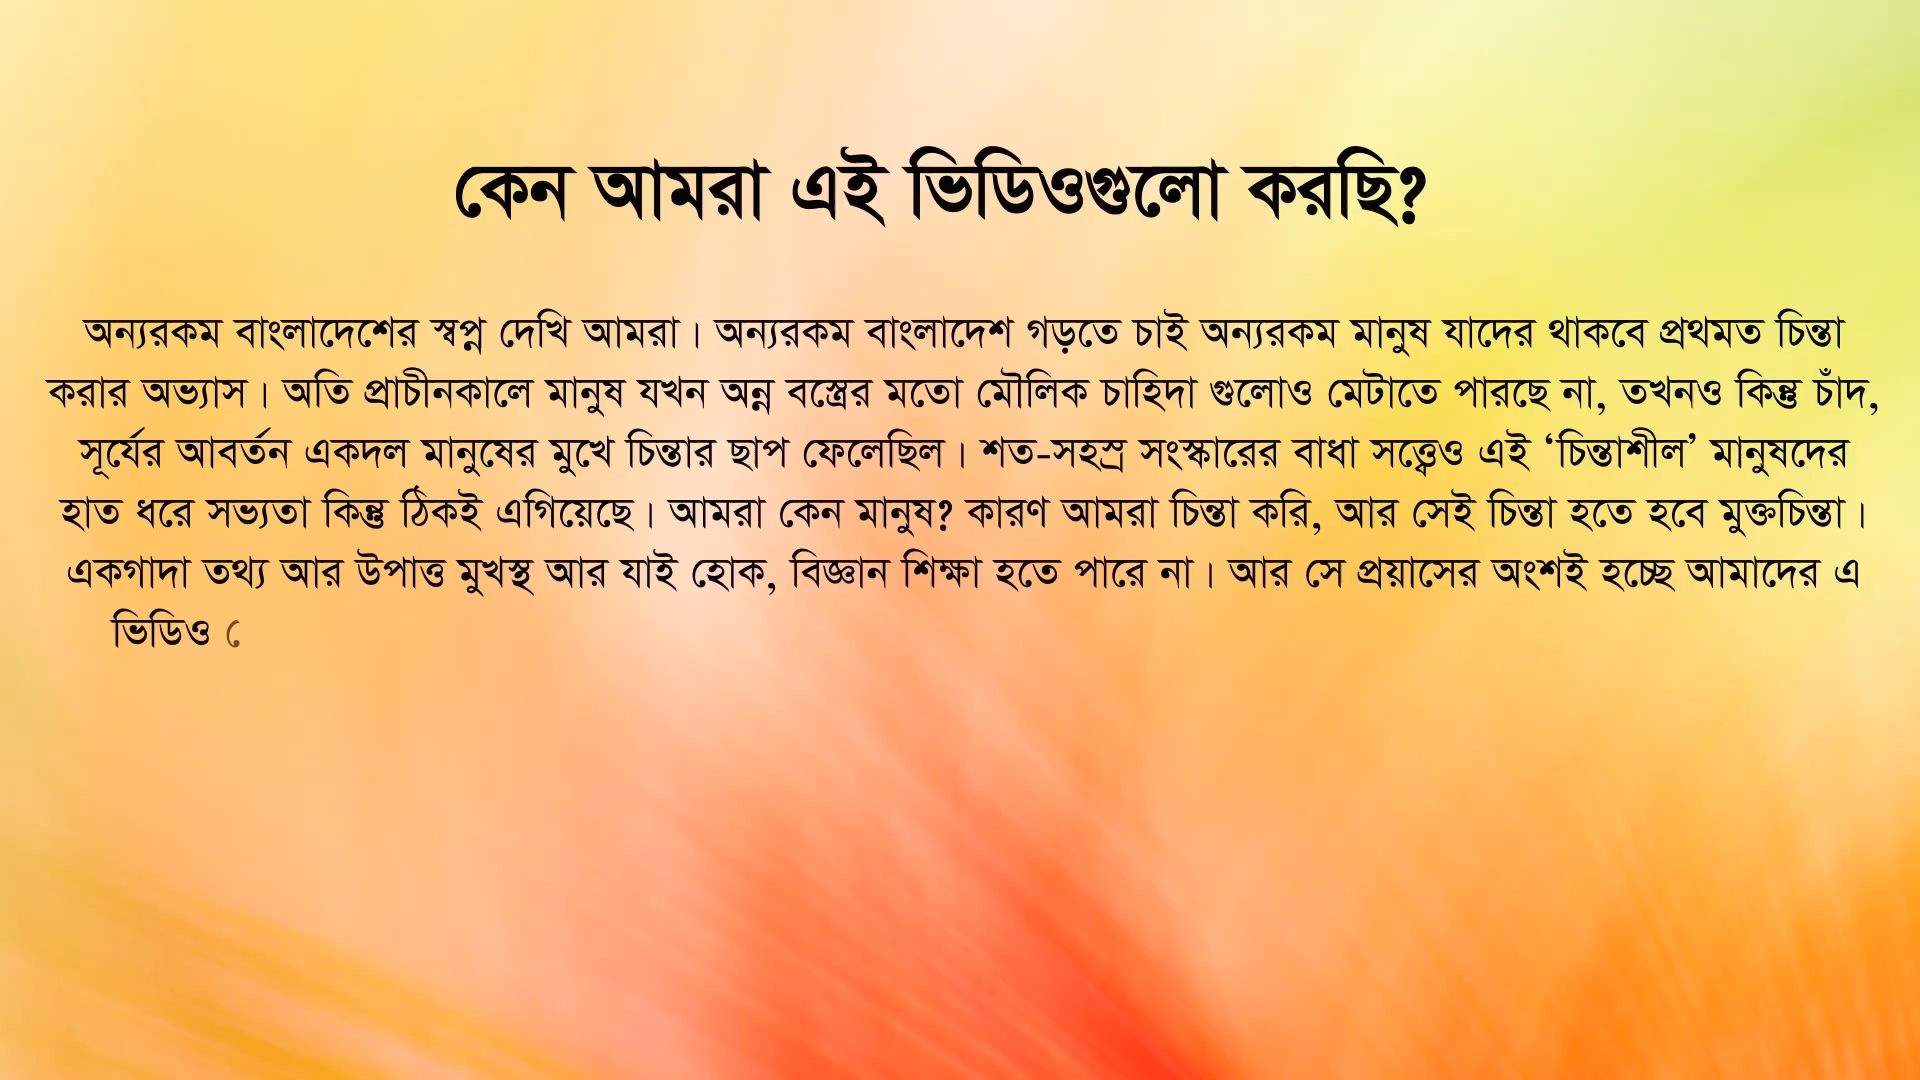 কেন আমরা এই ভিডিওগুলো করছি?
অন্যরকম বাংলাদেশের স্বপ্ন দেখি আমরা। অন্যরকম বাংলাদেশ গড়তে চাই অন্যরকম মানুষ যাদের থাকবে প্রথমত চিন্তা
করার অভ্যাস। অতি প্রাচীনকালে মানুষ যখন অন্ন বস্ত্রের মতো মৌলিক চাহিদা গুলোও মেটাতে পারছে না, তখনও কিন্তু চাঁদ,
সূর্যের আবর্তন একদল মানুষের মুখে চিন্তার ছাপ ফেলেছিল। শত-সহস্র সংস্কারের বাধা সত্ত্বেও এই ‘চিন্তাশীল’ মানুষদের
হাত ধরে সভ্যতা কিন্তু ঠিকই এগিয়েছে। আমরা কেন মানুষ? কারণ আমরা চিন্তা করি, আর সেই চিন্তা হতে হবে মুক্তচিন্তা।
একগাদা তথ্য আর উপাত্ত মুখস্থ আর যাই হোক, বিজ্ঞান শিক্ষা হতে পারে না। আর সে প্রয়াসের অংশই হচ্ছে আমাদের এ
ভিডিও